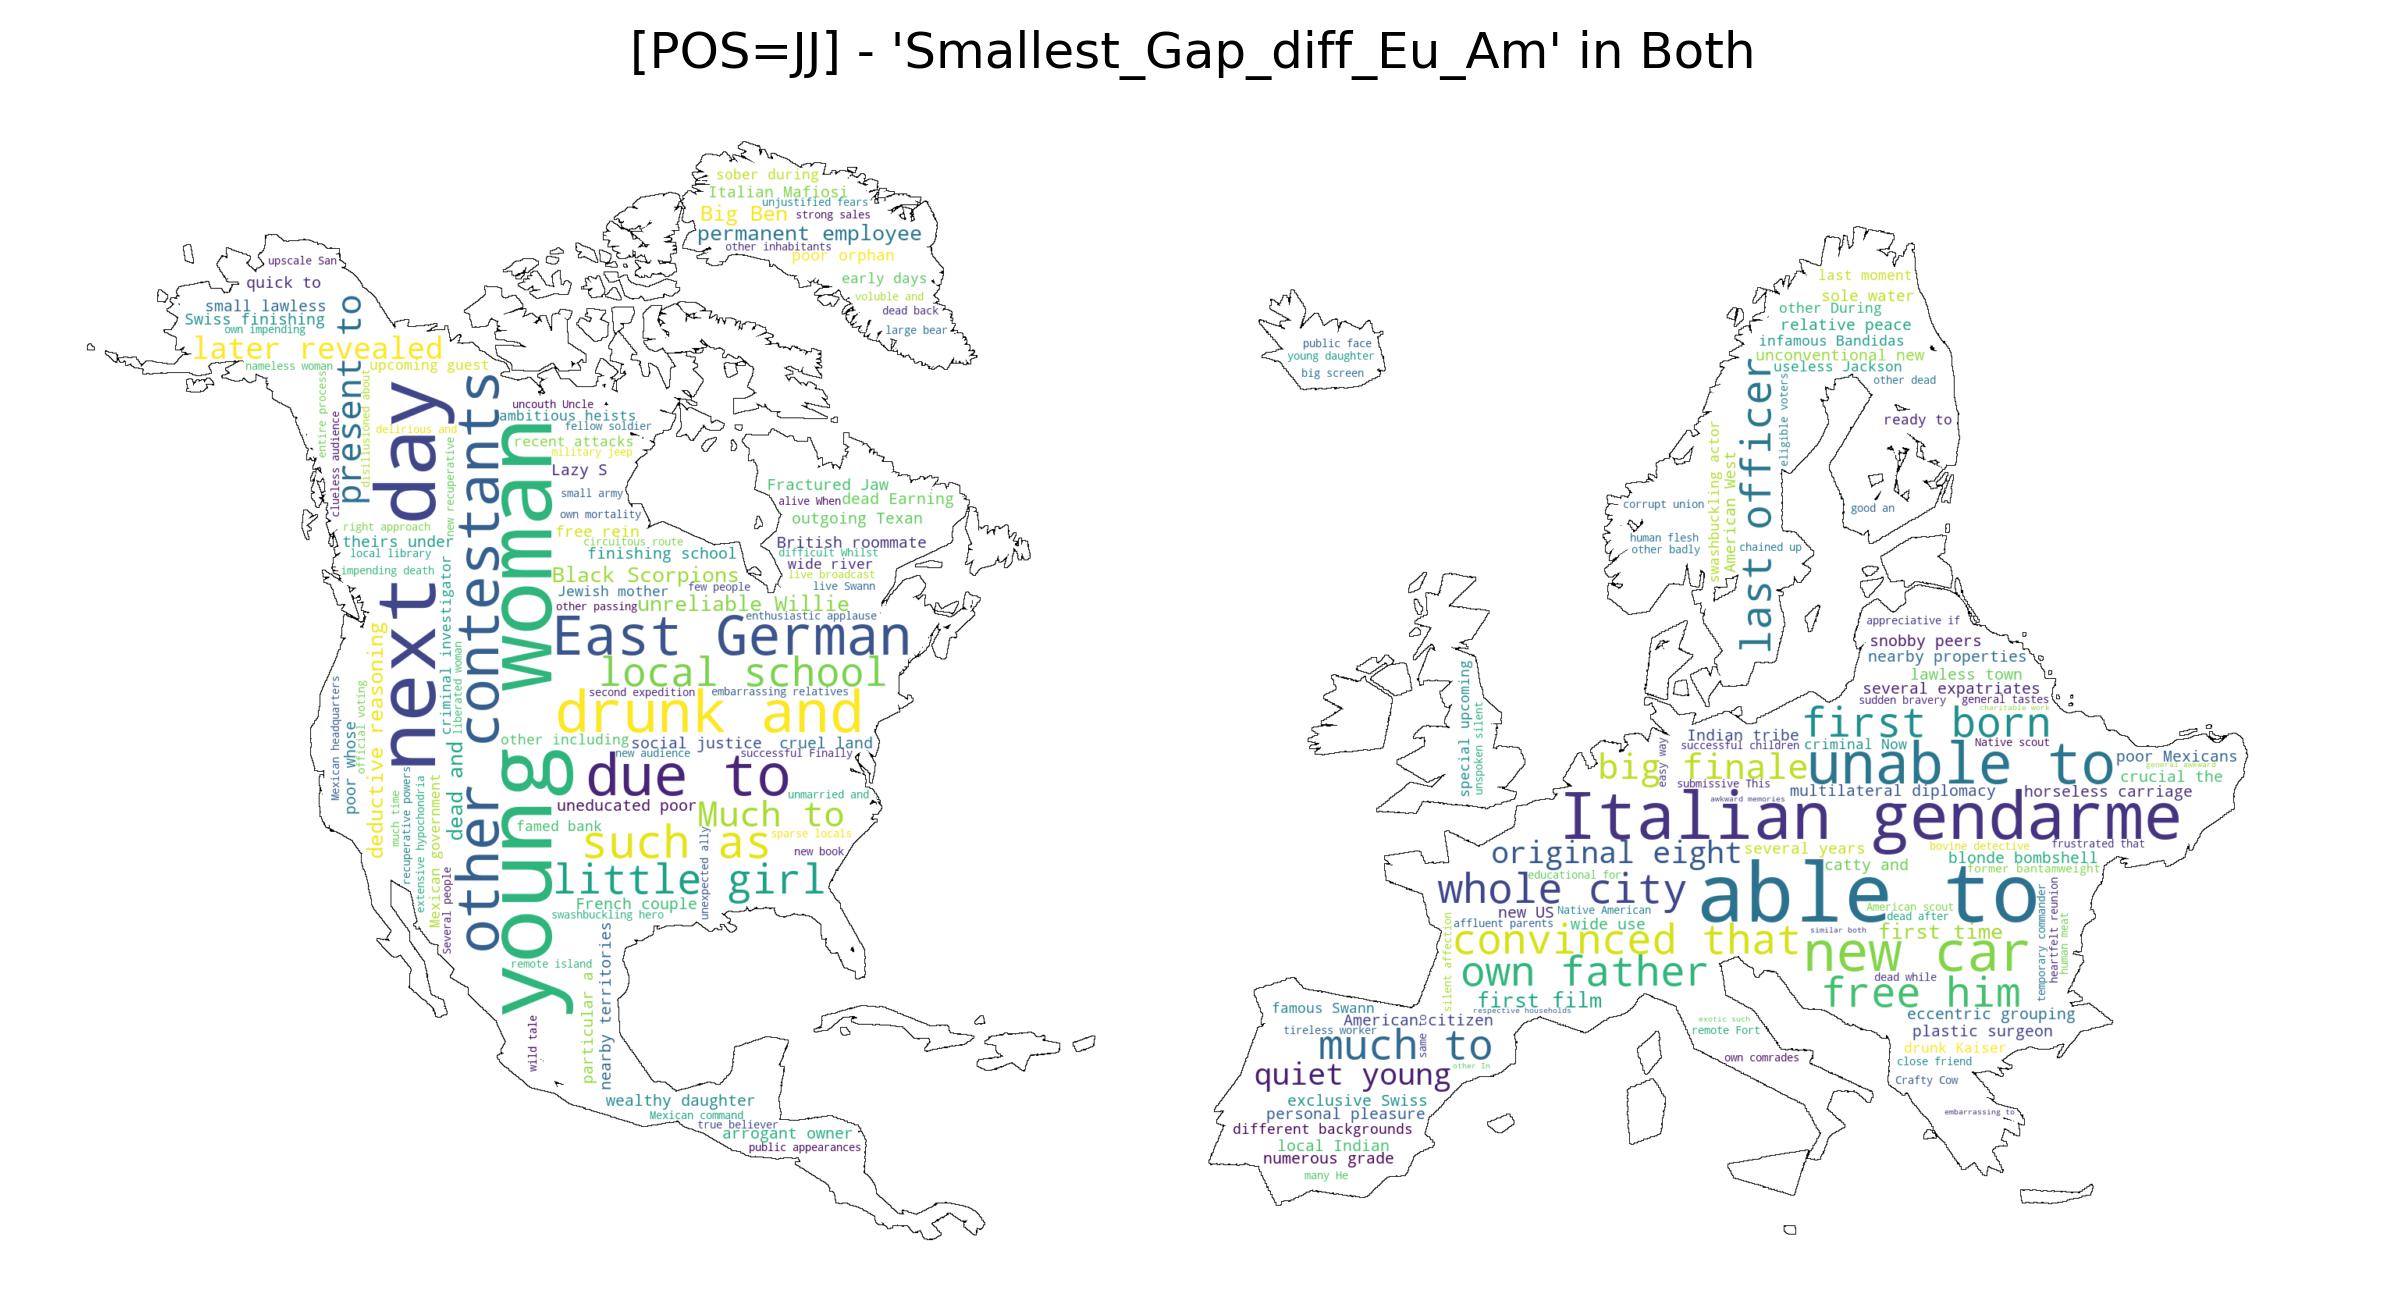 [POS=JJ] - 'Smallest_Gap_diff_Eu_Am' in Both
sober during
Italian Mafiosi
unjustified fears
Big Ben
strong sales
permanent employee
other inhabitants
poor orphan
early days
voluble and
dead back
large bear
upscale San
quick to
small lawless
Swiss finishing
own impending
later revealed
nameless woman
upcoming guest
present to
entire process
clueless audience
disillusioned about
delirious and
next day
new recuperative
other contestants
young woman
uncouth Uncle
ambitious heists
fellow soldier
recent attacks
military jeep
Lazy S
small army
own mortality
free rein
circuitous route
finishing school
Black Scorpions
Jewish mother
few people
other passing
unreliable Willie
enthusiastic applause
Fractured Jaw
alive When
dead Earning
outgoing Texan
British roommate
difficult Whilst
wide river
live broadcast
live Swann
right approach
theirs under
local library
impending death
East German
local school
second expedition
embarrassing relatives
drunk and
other including
social justice
cruel land
new audience
successful Finally
due to
unmarried and
uneducated poor
Much to
famed bank
such as
sparse locals
new book
unexpected ally
little girl
French couple
swashbuckling hero
criminal investigator
liberated woman
dead and
deductive reasoning
official voting
Mexican headquarters
poor whose
much time
recuperative powers
extensive hypochondria
Mexican government
Several people
remote island
particular a
nearby territories
wild tale
wealthy daughter
Mexican command
true believer
arrogant owner
public appearances
public face
young daughter
big screen
last moment
sole water
other During
relative peace
infamous Bandidas
unconventional new
useless Jackson
other dead
ready to
good an
last officer
eligible voters
swashbuckling actor
American West
corrupt union
human flesh
other badly
chained up
special upcoming
unspoken silent
appreciative if
snobby peers
nearby properties
lawless town
several expatriates
sudden bravery
general tastes
charitable work
first born
Indian tribe
successful children
criminal Now
Native scout
easy way
big finale
unable to
poor Mexicans
general awkward
crucial the
submissive This
multilateral diplomacy
horseless carriage
awkward memories
Italian gendarme
original eight
several years
bovine detective
frustrated that
blonde bombshell
catty and
former bantamweight
educational for
whole city
able to
new US
Native American
American scout
dead after
affluent parents
wide use
similar both
first time
convinced that
new car
silent affection
temporary commander
heartfelt reunion
human meat
own father
dead while
free him
first film
respective households
famous Swann
American citizen
tireless worker
same to
much to
other In
quiet young
exclusive Swiss
personal pleasure
different backgrounds
local Indian
numerous grade
many He
exotic such
remote Fort
own comrades
eccentric grouping
plastic surgeon
drunk Kaiser
close friend
Crafty Cow
embarrassing to